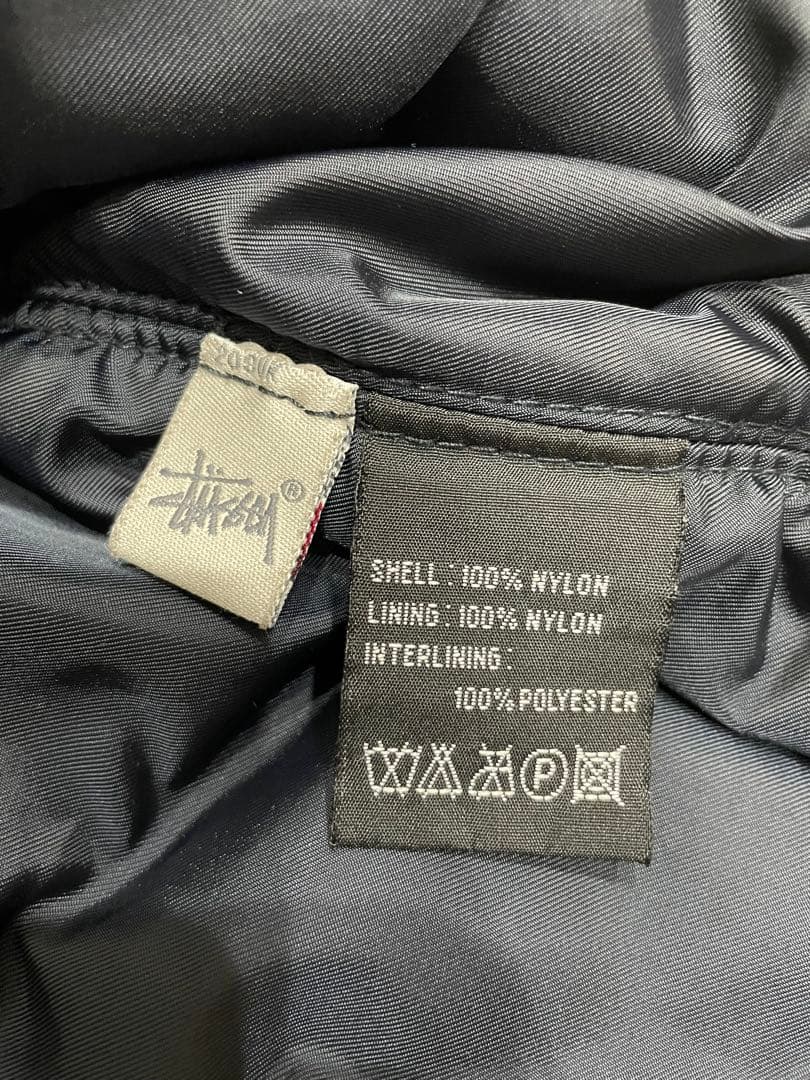 STÜSSY®
SHELL : 100% NYLON
LINING : 100% NYLON
INTERLINING :
100% POLYESTER
P